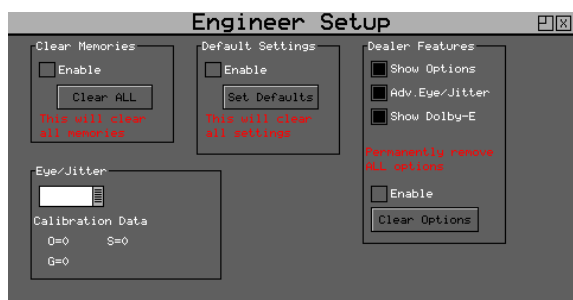 Engineer Setup
Clear Memories
Enable
Clear ALL
This will clear
all memories
Default Settings
Enable
Set Defaults
This will clear
all settings
Dealer Features
Show Options
Adv.Eye/Jitter
Show Dolby-E
Permanently remove
ALL options
Enable
Clear Options
Eye/Jitter
Calibration Data
O=0 S=0
G=0